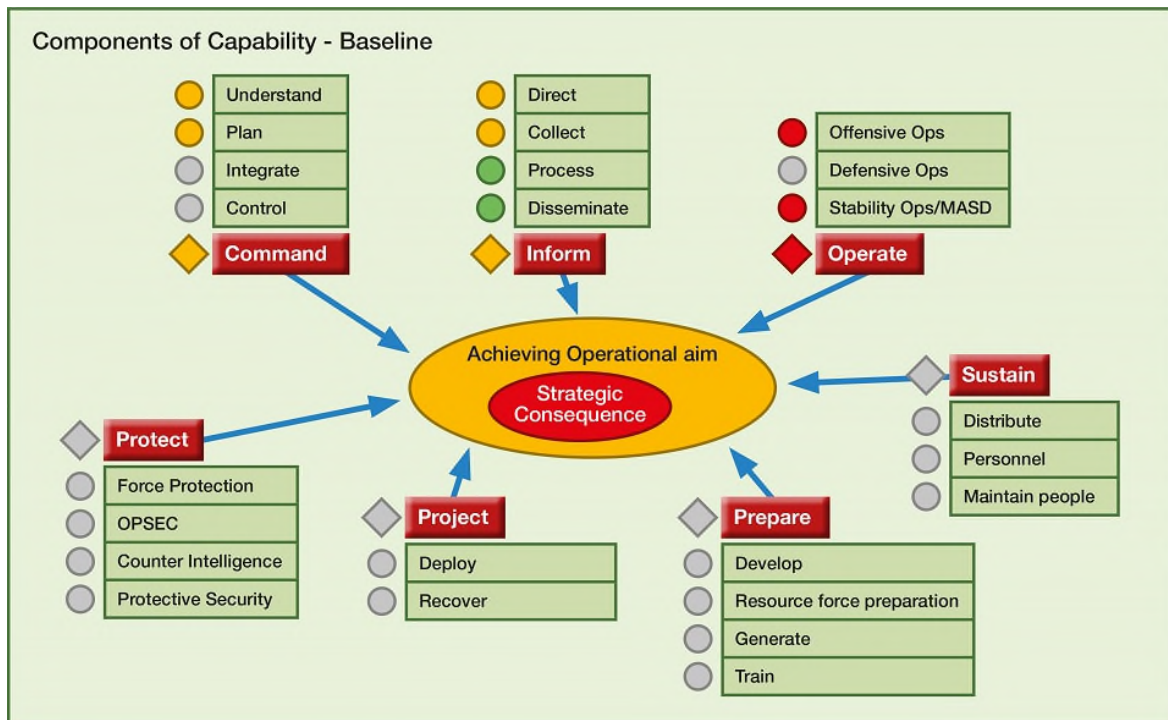 Components of Capability - Baseline
Understand
Plan
Integrate
Control
Command
Direct
Collect
Process
Disseminate
Inform
Offensive Ops
Defensive Ops
Stability Ops/MASD
Operate
Achieving Operational aim
Strategic
Consequence
Sustain
Distribute
Personnel
Maintain people
Protect
Force Protection
OPSEC
Counter Intelligence
Protective Security
Project
Deploy
Recover
Prepare
Develop
Resource force preparation
Generate
Train